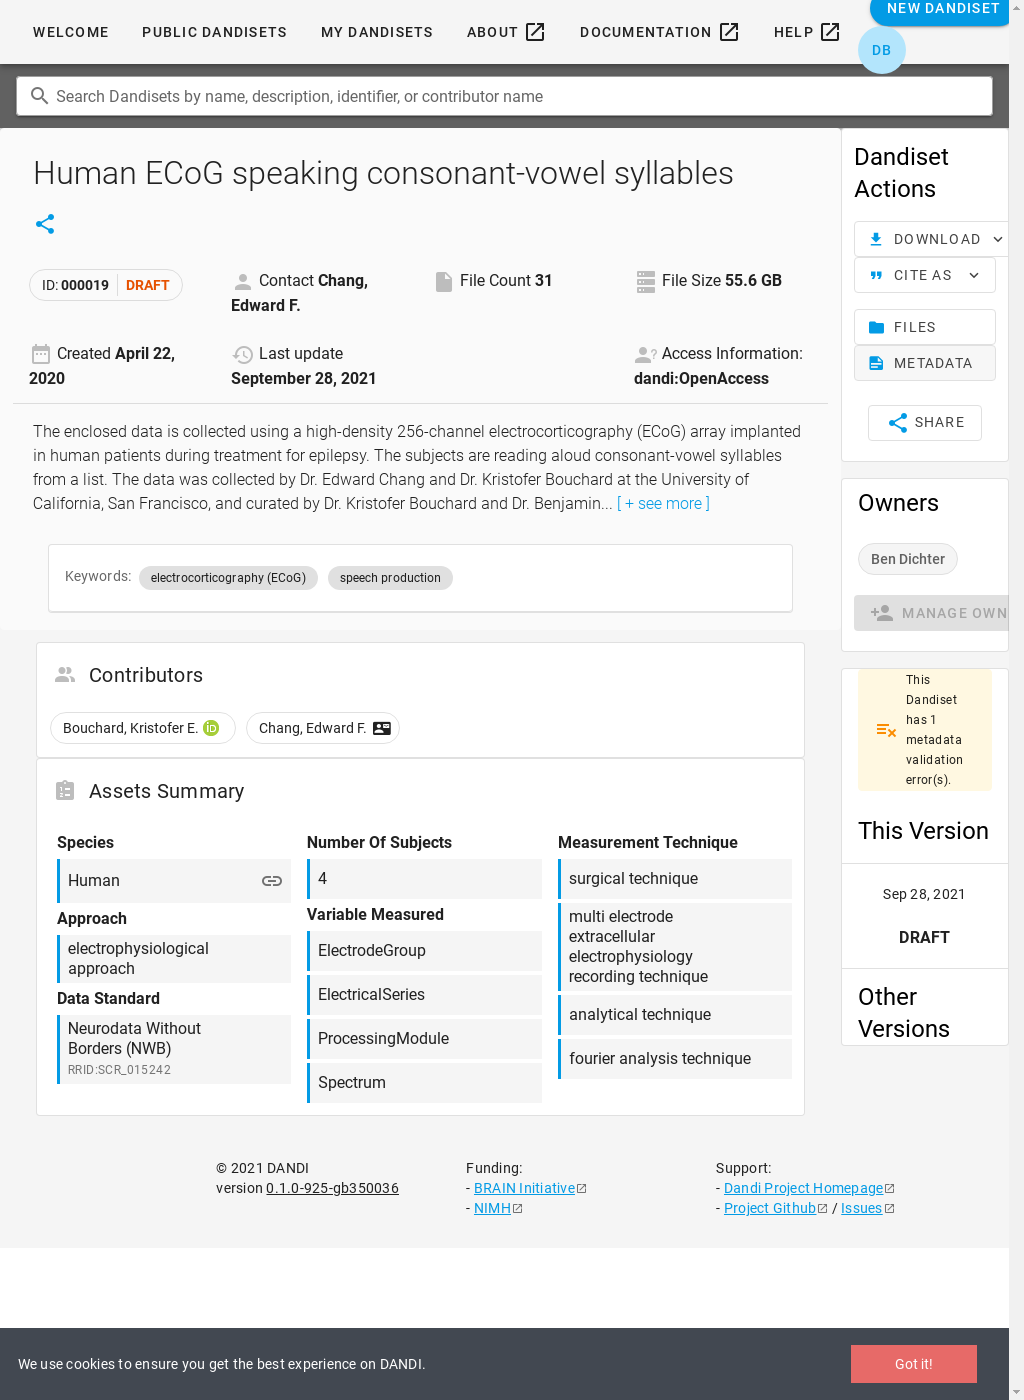 WELCOME PUBLIC DANDISETS MY DANDISETS ABOUT DOCUMENTATION HELP NEW DANDISET
DB
Search Dandisets by name, description, identifier, or contributor name
Human ECoG speaking consonant-vowel syllables
ID: 000019 DRAFT
Contact Chang,
Edward F.
File Count 31
File Size 55.6 GB
Created April 22,
2020
Last update
September 28, 2021
Access Information:
dandi:OpenAccess
The enclosed data is collected using a high-density 256-channel electrocorticography (ECoG) array implanted
in human patients during treatment for epilepsy. The subjects are reading aloud consonant-vowel syllables
from a list. The data was collected by Dr. Edward Chang and Dr. Kristofer Bouchard at the University of
California, San Francisco, and curated by Dr. Kristofer Bouchard and Dr. Benjamin... [ + see more ]
Keywords: electrocorticography (ECoG) speech production
Contributors
Bouchard, Kristofer E. iD Chang, Edward F.
Assets Summary
Species
Human
Approach
electrophysiological
approach
Data Standard
Neurodata Without
Borders (NWB)
RRID:SCR_015242
Number Of Subjects
4
Variable Measured
ElectrodeGroup
ElectricalSeries
ProcessingModule
Spectrum
Measurement Technique
surgical technique
multi electrode
extracellular
electrophysiology
recording technique
analytical technique
fourier analysis technique
Dandiset
Actions
DOWNLOAD
CITE AS
FILES
METADATA
SHARE
Owners
Ben Dichter
MANAGE OWN
This
Dandiset
has 1
metadata
validation
error(s).
This Version
Sep 28, 2021
DRAFT
Other
Versions
© 2021 DANDI
version 0.1.0-925-gb350036
Funding:
- BRAIN Initiative
- NIMH
Support:
- Dandi Project Homepage
- Project Github / Issues
We use cookies to ensure you get the best experience on DANDI.
Got it!